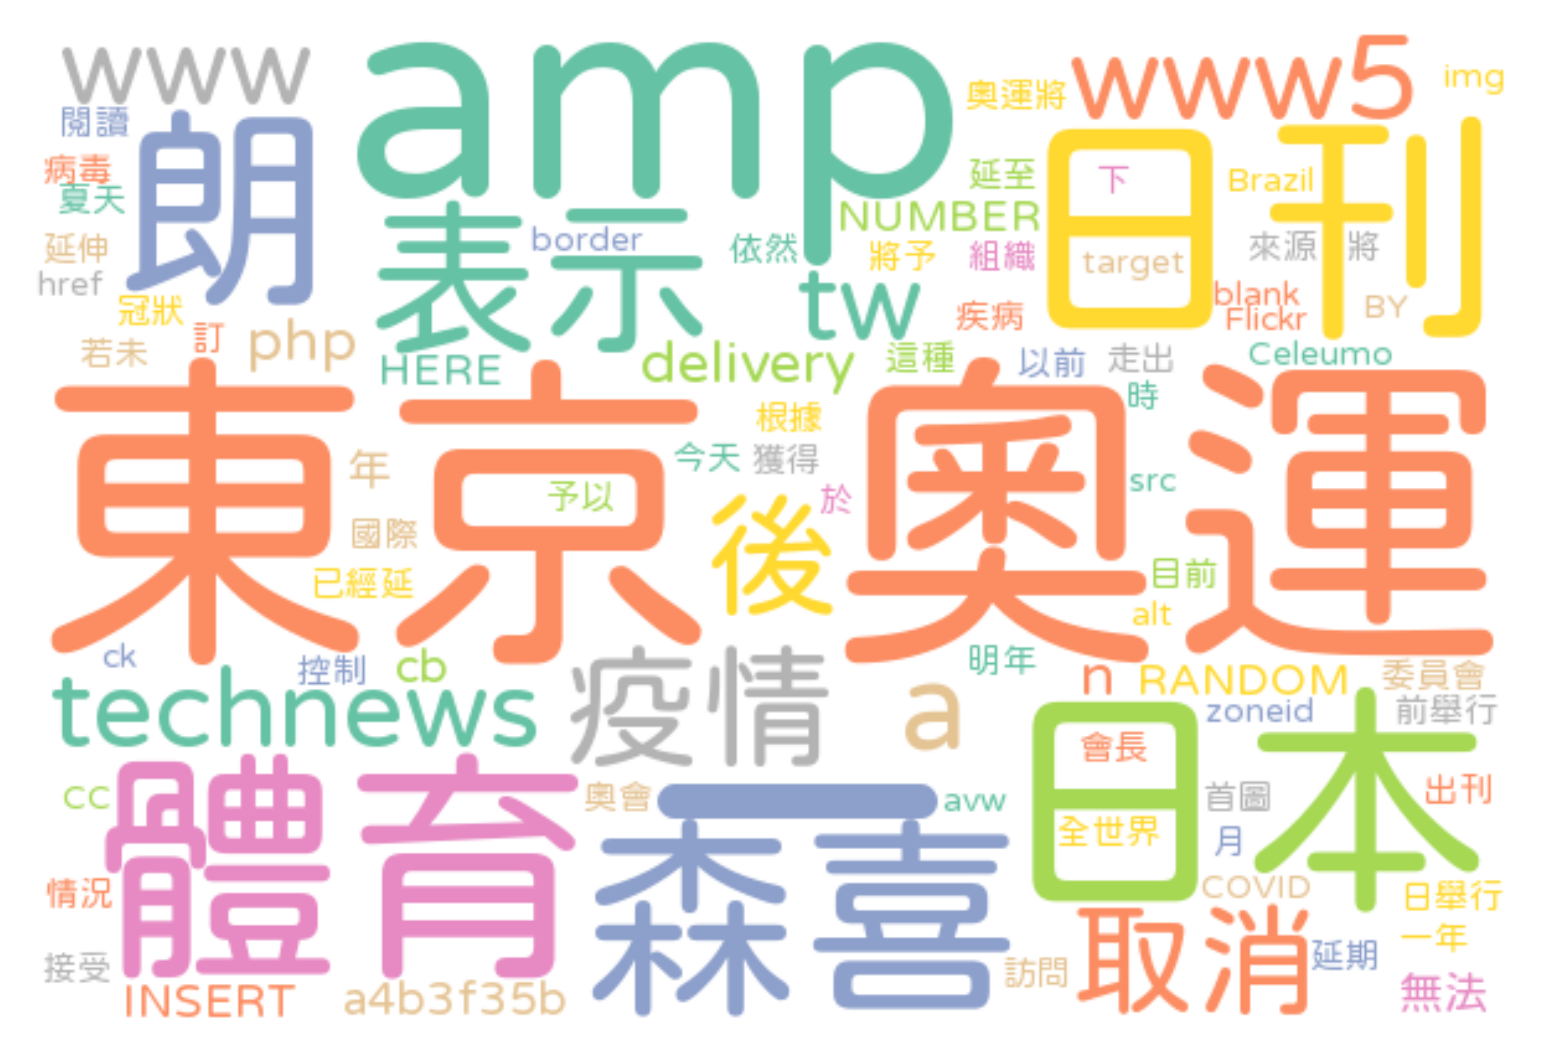 www
amp
奧運將
www5
img
閱讀
朗
病毒
夏天
延至
日刊
下
Brazil
表示
border
依然
NUMBER
將予
組織
target
來源
將
延伸
href
冠狀
訂
php
若未
tw
疾病
blank
Flickr
BY
HERE
delivery
這種
以前
走出
Celeumo
東京奧運
時
根據
年
今天
獲得
src
予以
後
於
國際
已經延
目前
alt
ck
控制
cb
technews
疫情
a
明年
n
RANDOM
委員會
zoneid
前舉行
日本
會長
cc
體育
奧會
森喜
一
avw
首圖
出刊
全世界
月
情況
COVID
日舉行
取消
一年
接受
訪問
延期
INSERT
a4b3f35b
無法